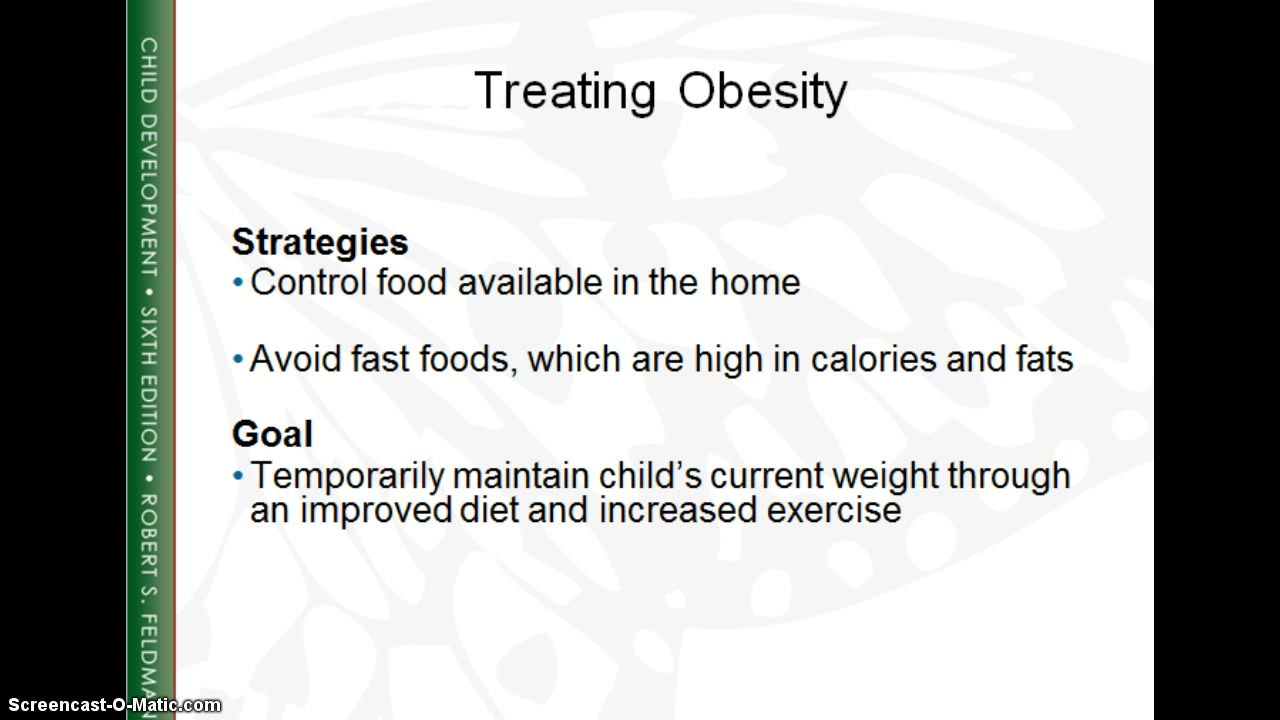 Treating Obesity
Strategies
• Control food available in the home
• Avoid fast foods, which are high in calories and fats
Goal
• Temporarily maintain child's current weight through
an improved diet and increased exercise
CHILD DEVELOPMENT • SIXTH EDITION • ROBERT S. FELDMAN
Screencast-O-Matic.com